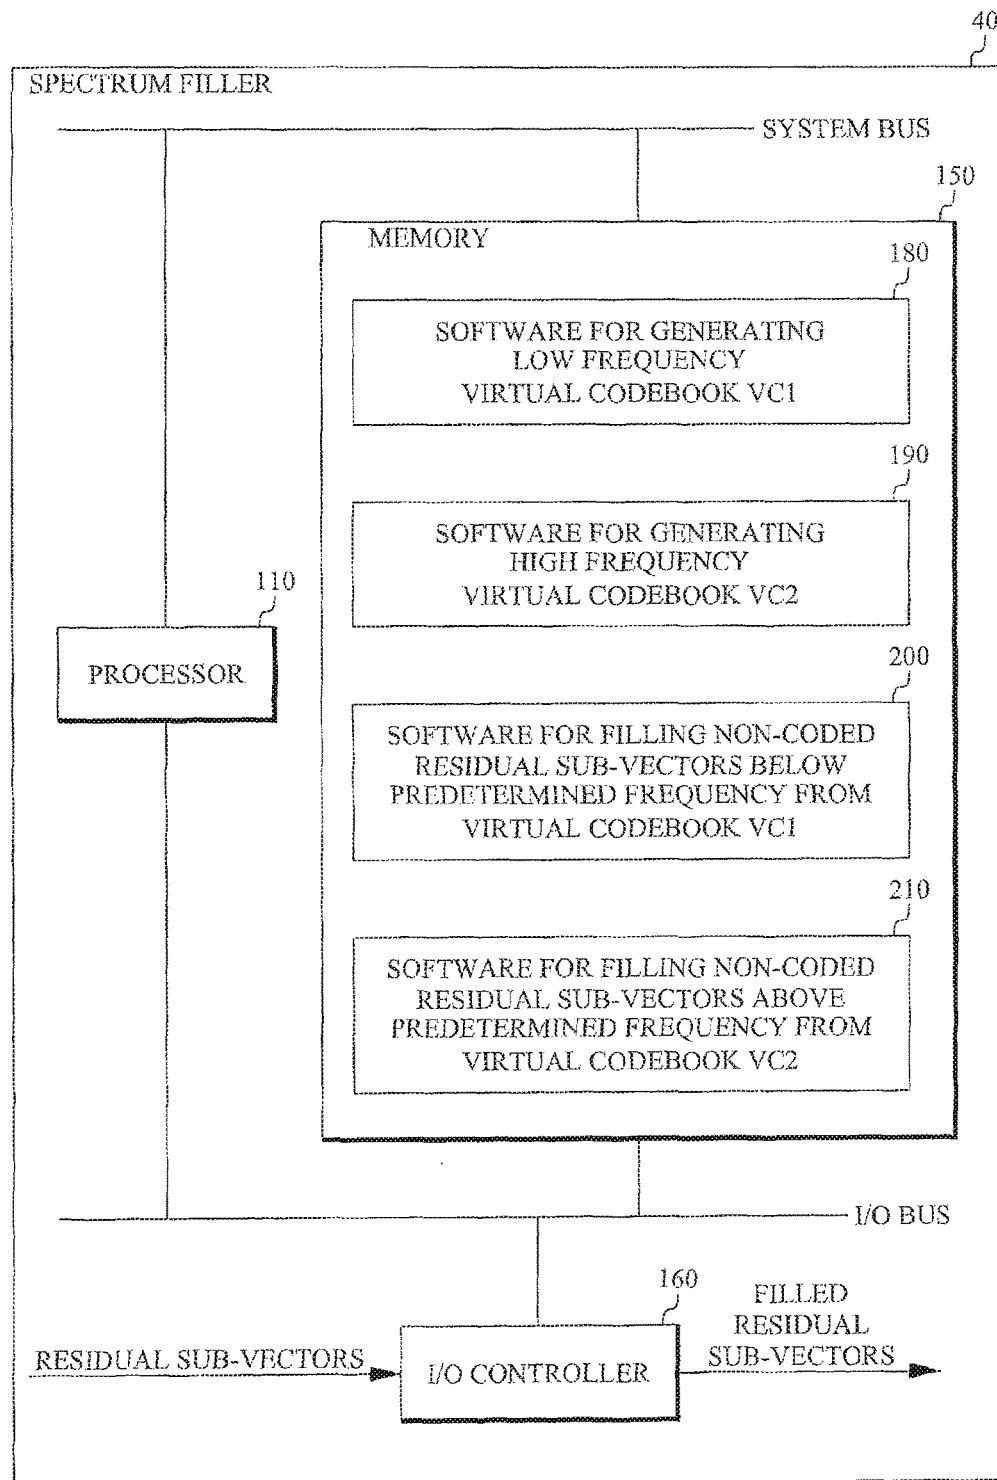 40
SPECTRUM FILLER
SYSTEM BUS
150
MEMORY
180
SOFTWARE FOR GENERATING
LOW FREQUENCY
VIRTUAL CODEBOOK VC1
190
SOFTWARE FOR GENERATING
HIGH FREQUENCY
VIRTUAL CODEBOOK VC2
110
PROCESSOR
200
SOFTWARE FOR FILLING NON-CODED
RESIDUAL SUB-VECTORS BELOW
PREDETERMINED FREQUENCY FROM
VIRTUAL CODEBOOK VC1
210
SOFTWARE FOR FILLING NON-CODED
RESIDUAL SUB-VECTORS ABOVE
PREDETERMINED FREQUENCY FROM
VIRTUAL CODEBOOK VC2
I/O BUS
160
FILLED
RESIDUAL
SUB-VECTORS
RESIDUAL SUB-VECTORS
I/O CONTROLLER